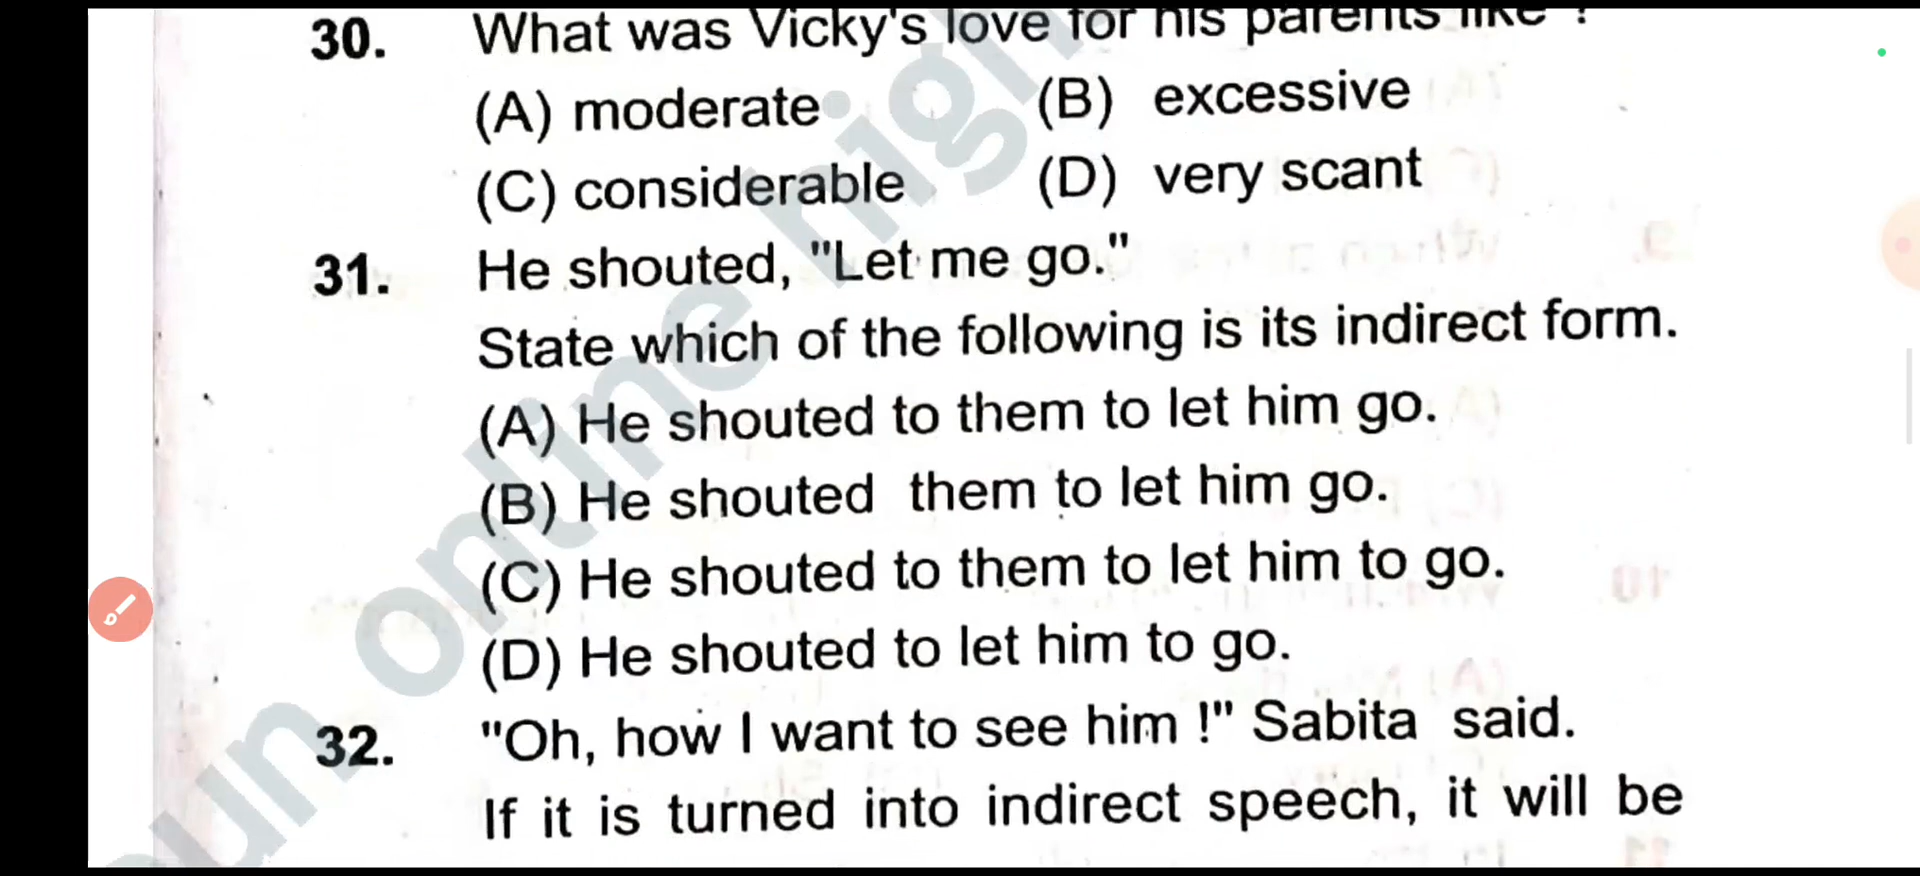 30. What was Vicky's love for his parents like ?
(A) moderate (B) excessive
(C) considerable (D) very scant
31. He shouted, "Let me go."
State which of the following is its indirect form.
(A) He shouted to them to let him go.
(B) He shouted them to let him go.
(C) He shouted to them to let him to go.
(D) He shouted to let him to go.
32. "Oh, how I want to see him !" Sabita said.
If it is turned into indirect speech, it will be
un online high